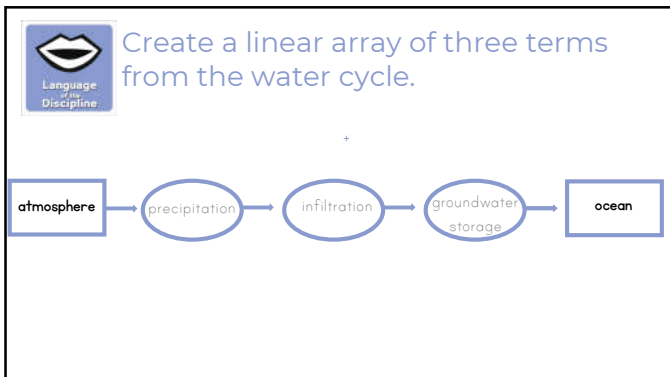 Language
of the
Discipline
Create a linear array of three terms
from the water cycle.
+
atmosphere
precipitation
infiltration
groundwater
storage
ocean